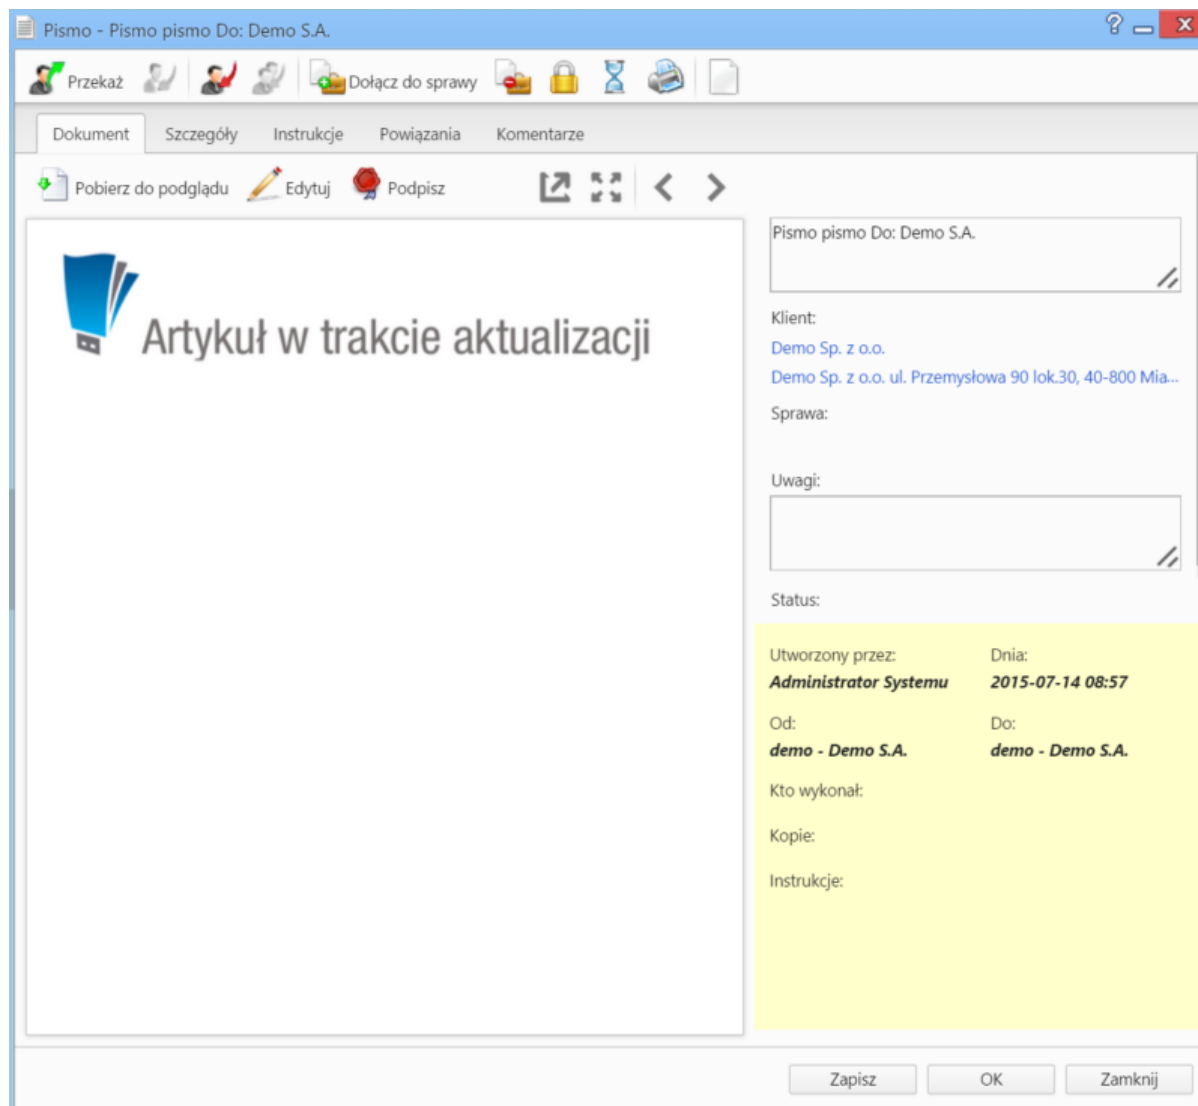 Pismo - Pismo pismo Do: Demo S.A.
Przekaż
Dołącz do sprawy
Dokument
Szczegóły
Instrukcje
Powiązania
Komentarze
Pobierz do podglądu
Edytuj
Podpisz
Artykuł w trakcie aktualizacji
Pismo pismo Do: Demo S.A.
Klient:
Demo Sp. z o.o.
Demo Sp. z o.o. ul. Przemysłowa 90 lok.30, 40-800 Mia...
Sprawa:
Uwagi:
Status:
Utworzony przez: Dnia:
Administrator Systemu 2015-07-14 08:57
Od: Do:
demo - Demo S.A. demo - Demo S.A.
Kto wykonał:
Kopie:
Instrukcje:
Zapisz OK Zamknij